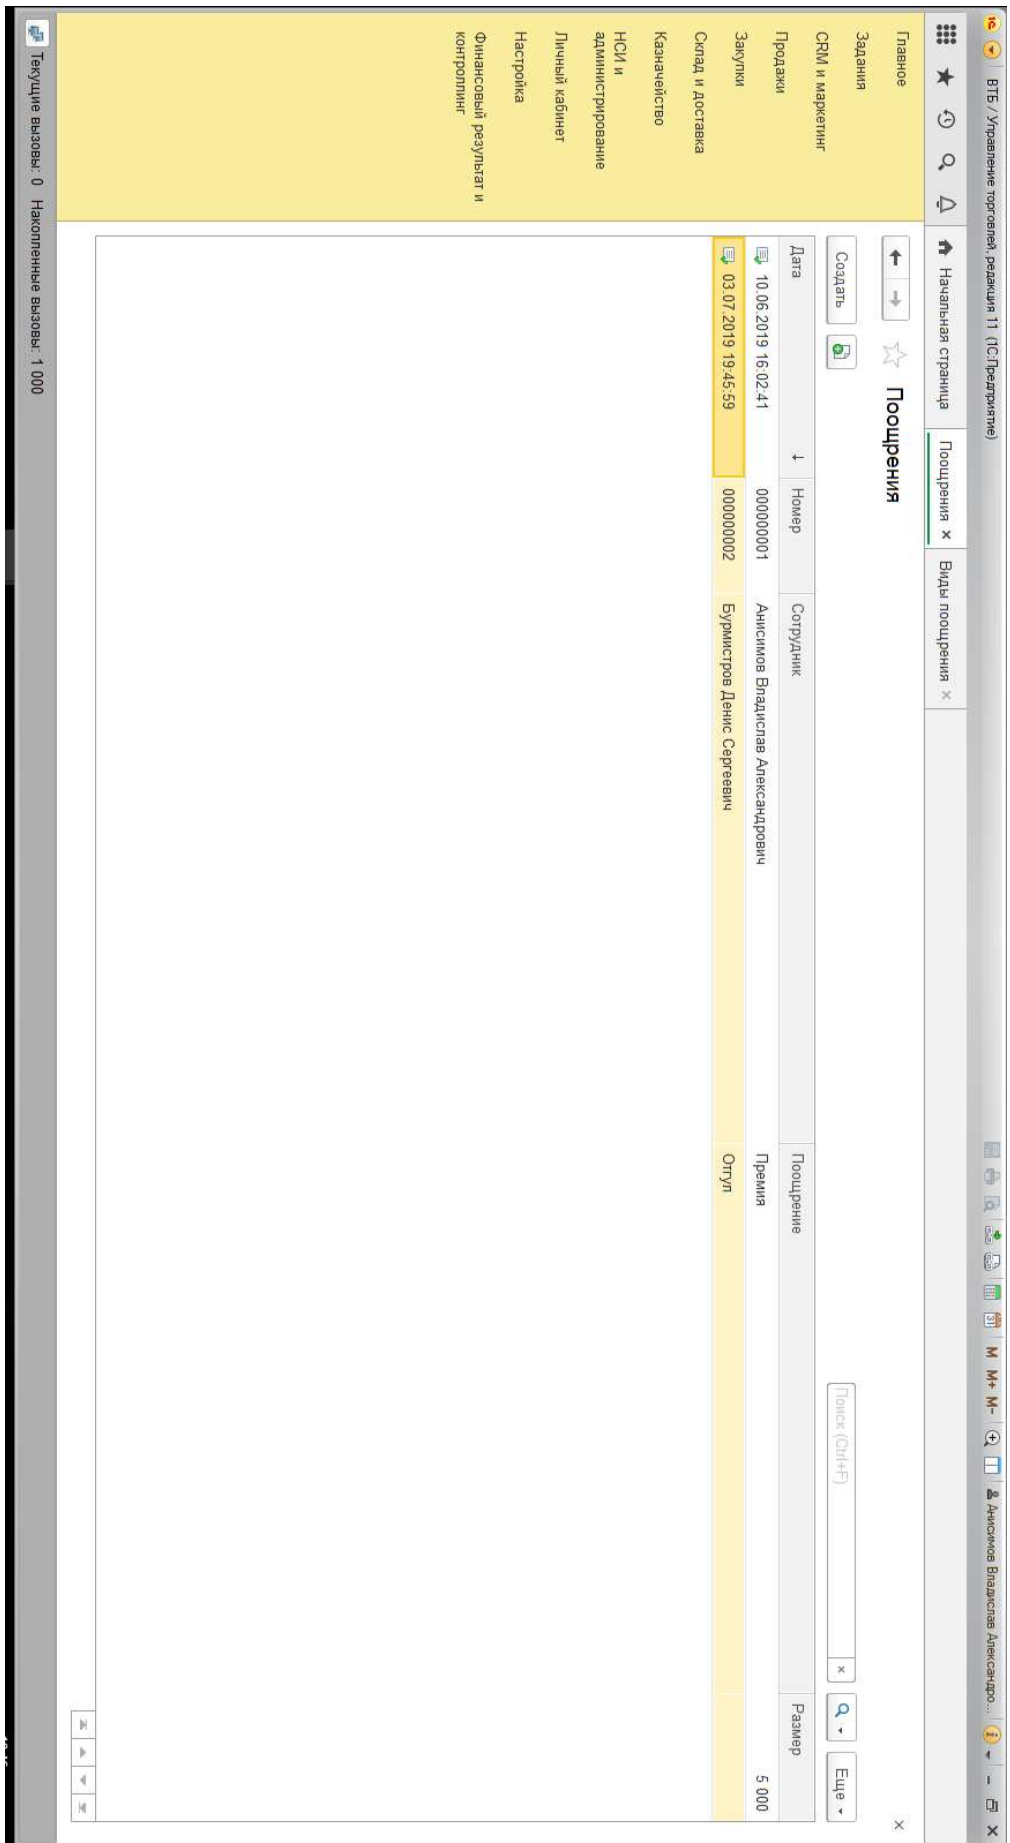 ВТБ / Управление торговлей, редакция 11 (1С:Предприятие)
M M+ M-
Анисимов Владислав Александро...
Начальная страница
Поощрения ×
Виды поощрения ×
Главное
Задания
CRM и маркетинг
Продажи
Закупки
Склад и доставка
Казначейство
НСИ и
администрирование
Личный кабинет
Настройка
Финансовый результат и
контроллинг
Поощрения
Создать
Поиск (Ctrl+F)
Еще
Дата ↓ Номер Сотрудник Поощрение Размер
10.06.2019 16:02:41 000000001 Анисимов Владислав Александрович Премия 5 000
03.07.2019 19:45:59 000000002 Бурмистров Денис Сергеевич Отгул
Текущие вызовы: 0 Накопленные вызовы: 1 000